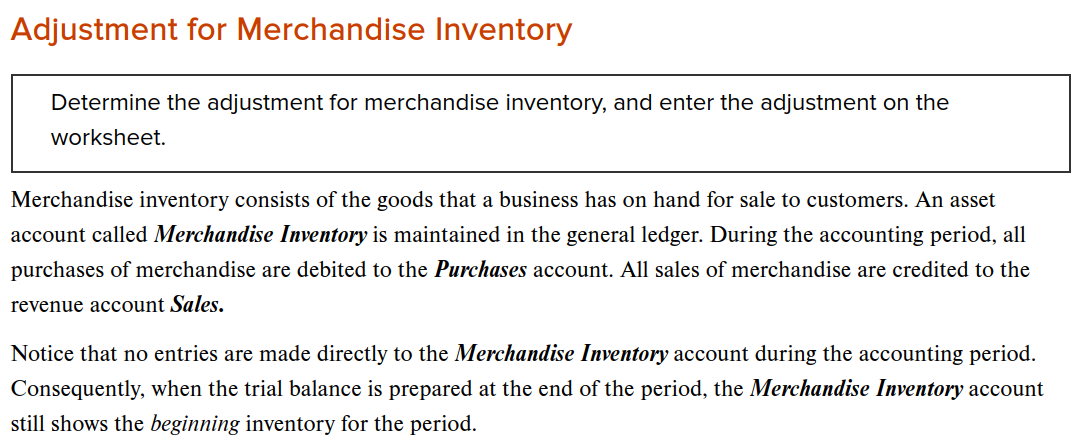 Adjustment for Merchandise Inventory
Determine the adjustment for merchandise inventory, and enter the adjustment on the
worksheet.
Merchandise inventory consists of the goods that a business has on hand for sale to customers. An asset
account called Merchandise Inventory is maintained in the general ledger. During the accounting period, all
purchases of merchandise are debited to the Purchases account. All sales of merchandise are credited to the
revenue account Sales.
Notice that no entries are made directly to the Merchandise Inventory account during the accounting period.
Consequently, when the trial balance is prepared at the end of the period, the Merchandise Inventory account
still shows the beginning inventory for the period.